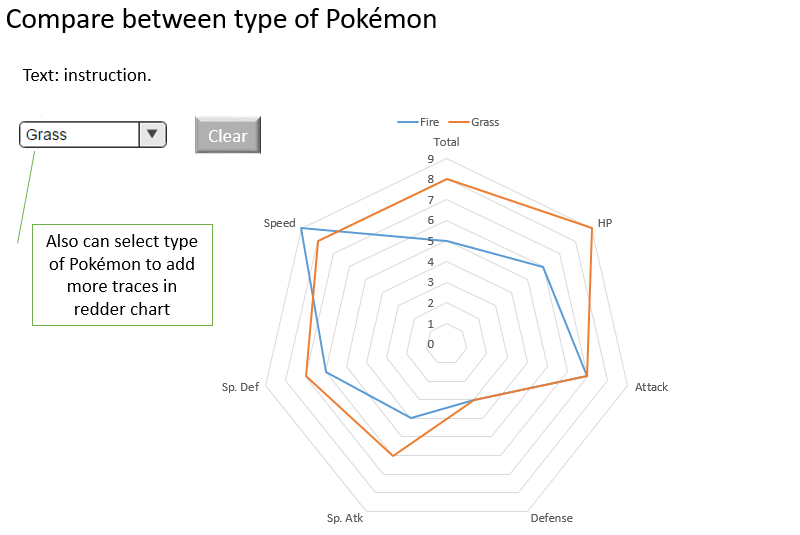 Compare between type of Pokémon
Text: instruction.
Grass
Clear
Also can select type
of Pokémon to add
more traces in
redder chart
Fire Grass
Total
9
8
7
6
5
4
3
2
1
0
Speed
HP
Sp. Def
Attack
Sp. Atk
Defense